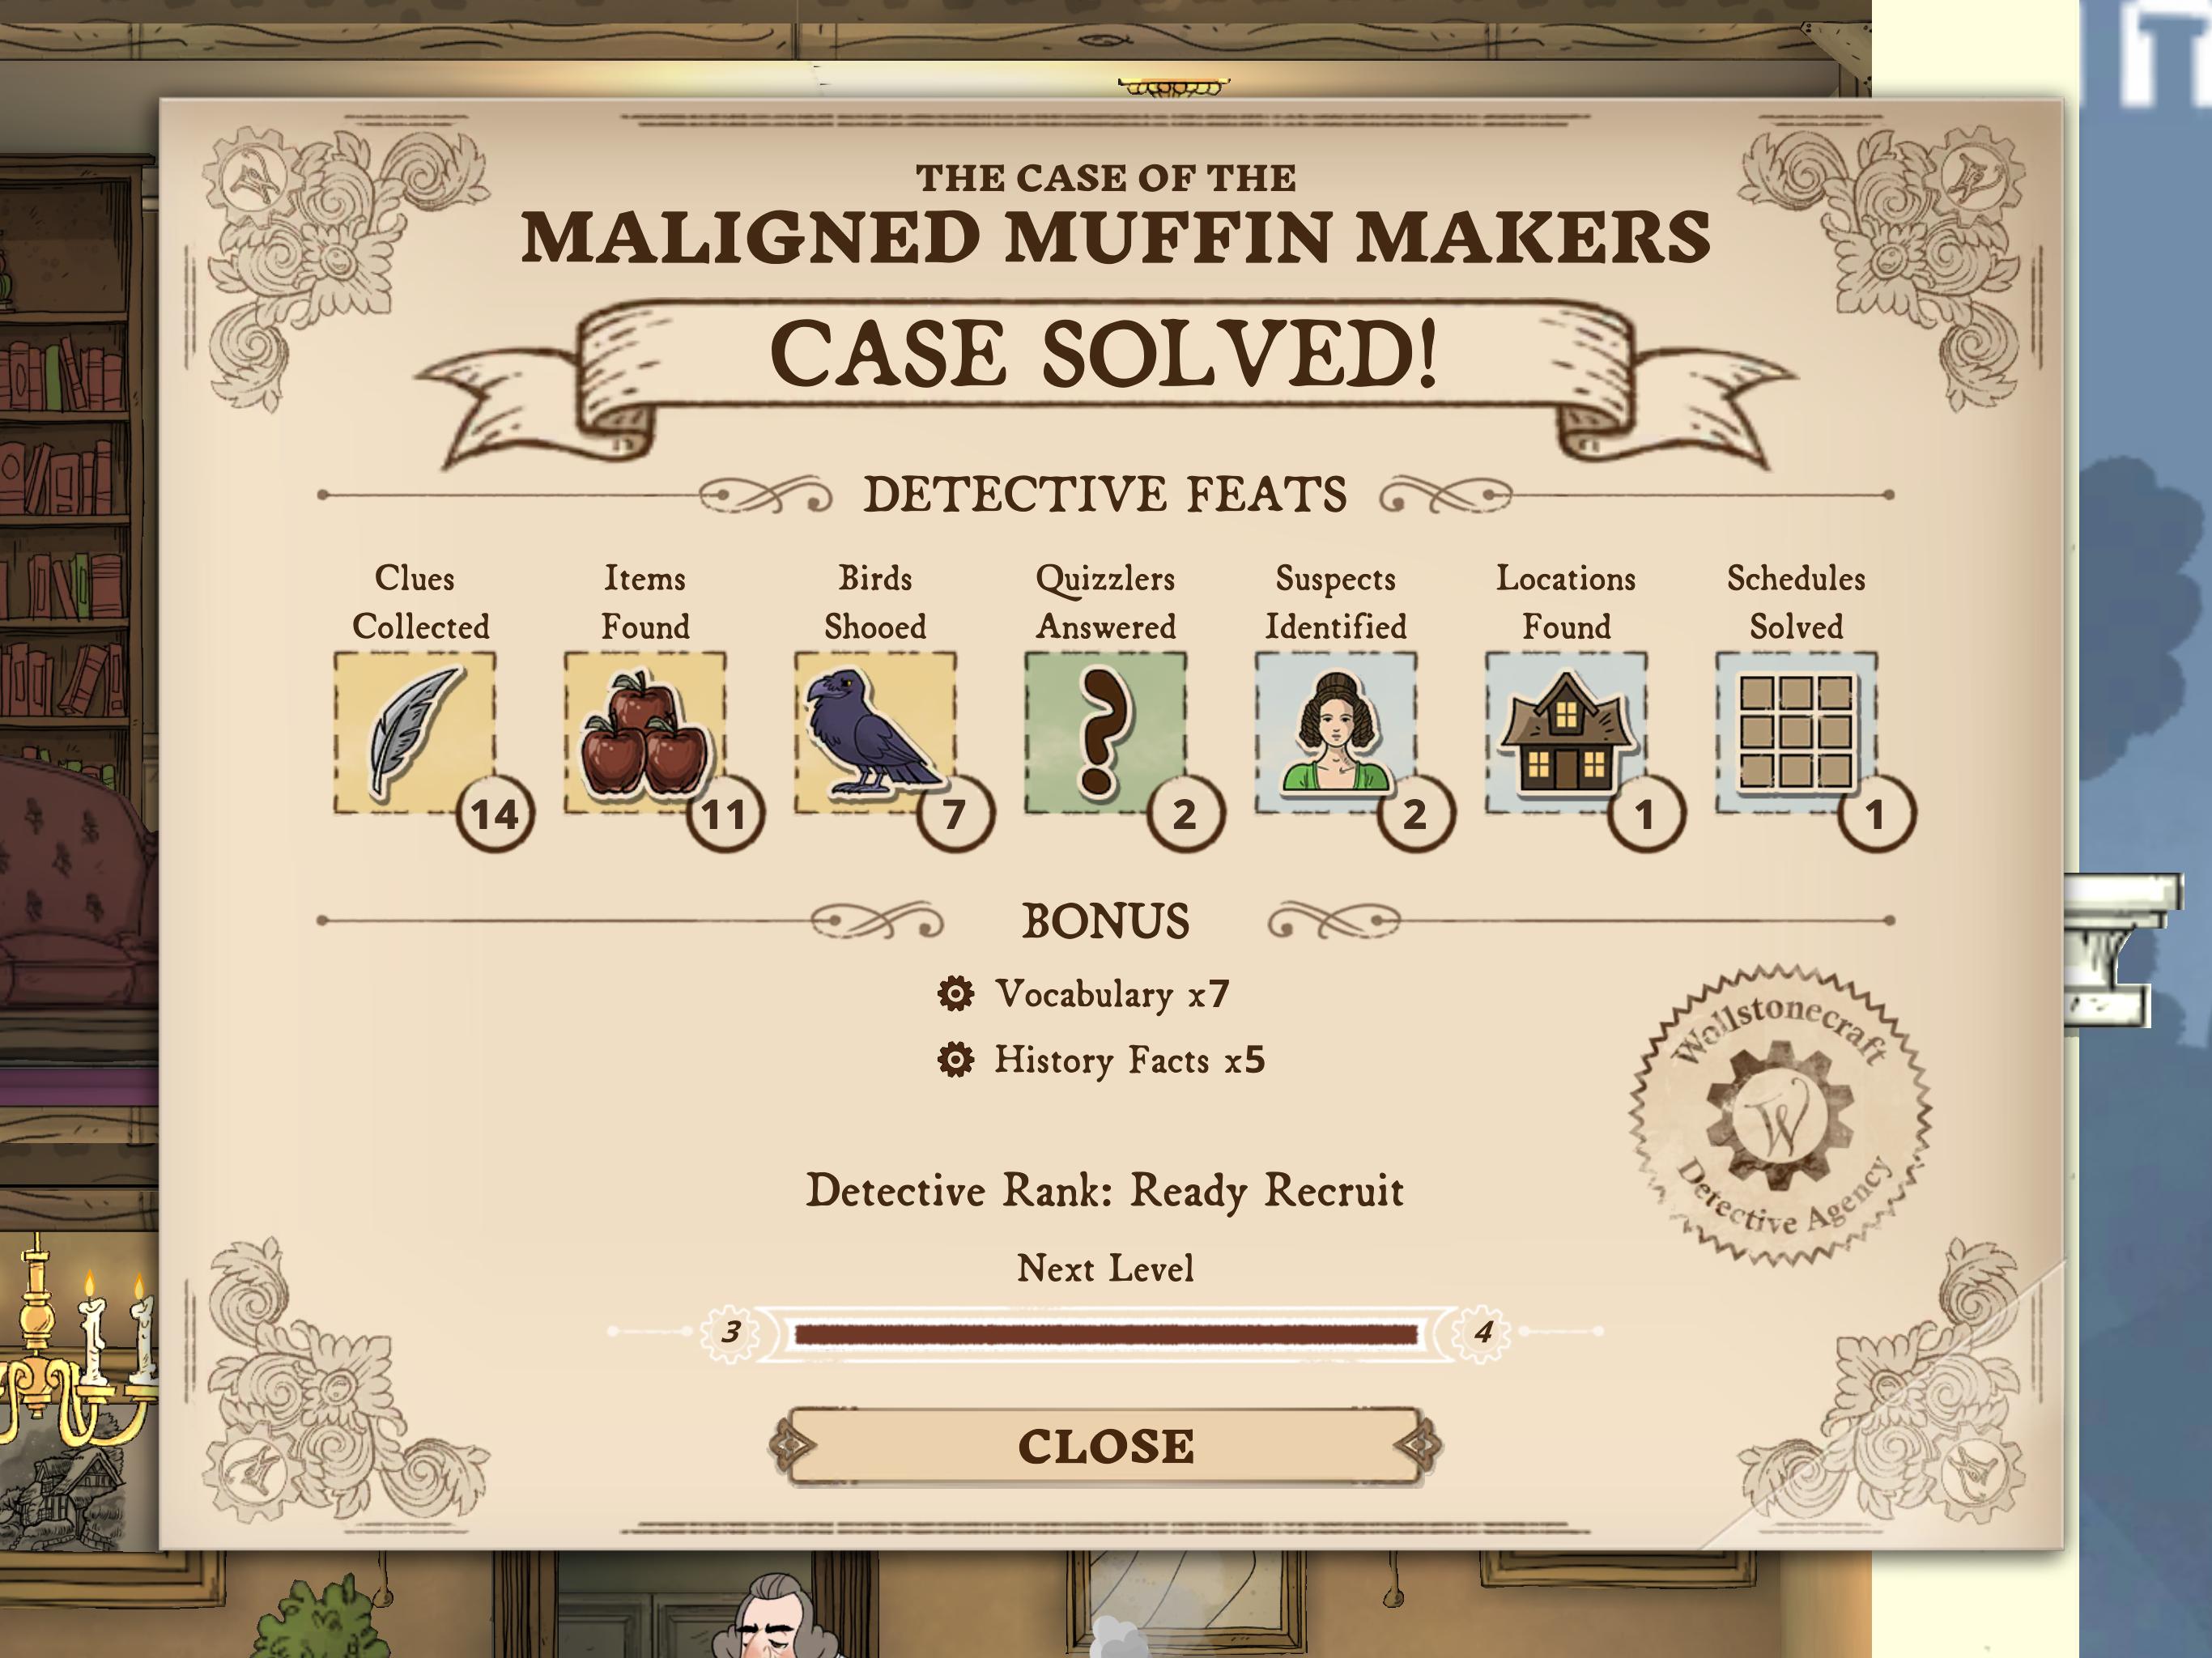 THE CASE OF THE
MALIGNED MUFFIN MAKERS
CASE SOLVED!
DETECTIVE FEATS
Clues Collected
14
Items Found
11
Birds Shooed
7
Quizzlers Answered
2
Suspects Identified
2
Locations Found
1
Schedules Solved
1
BONUS
Vocabulary x7
History Facts x5
Wollstonecraft
W
Detective Agency
Detective Rank: Ready Recruit
Next Level
3
4
CLOSE